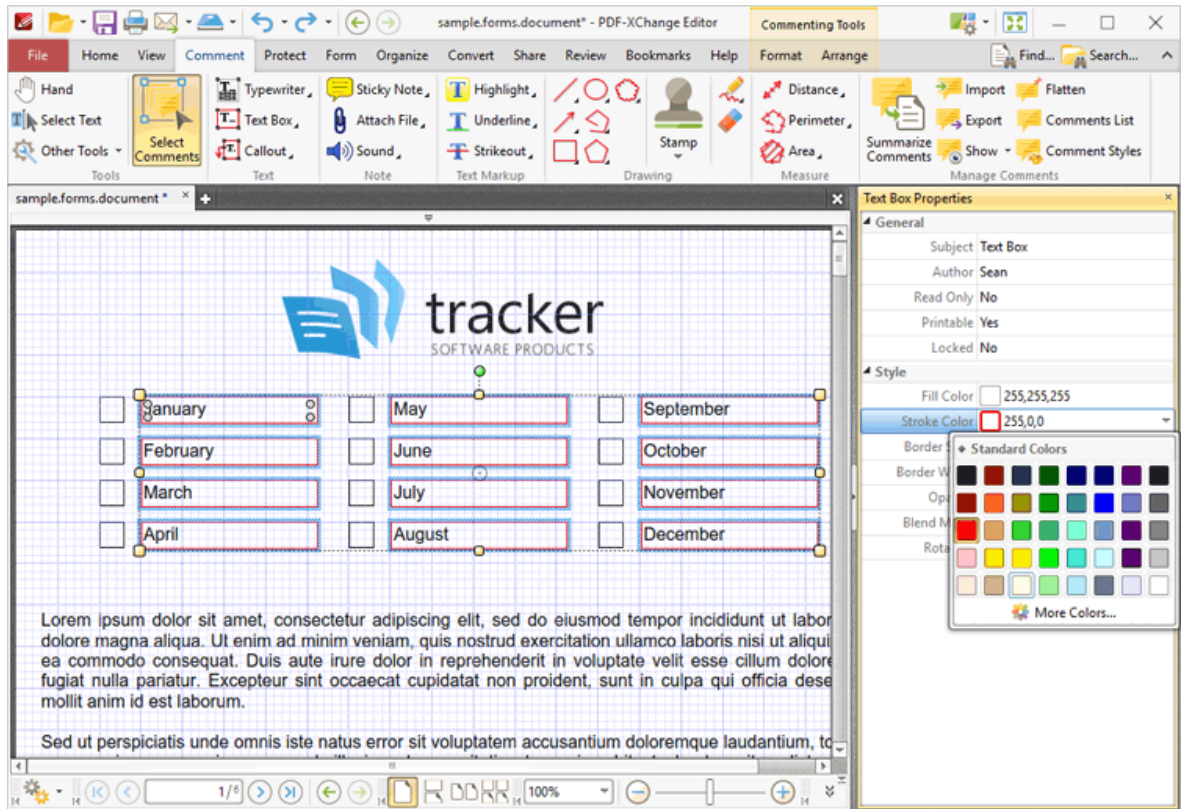 sample.forms.document* - PDF-XChange Editor
Commenting Tools
File Home View Comment Protect Form Organize Convert Share Review Bookmarks Help Format Arrange Find... Search...
Hand
Select Text
Other Tools
Select Comments
Tools
Typewriter
Text Box
Callout
Text
Sticky Note
Attach File
Sound
Note
Highlight
Underline
Strikeout
Text Markup
Stamp
Drawing
Distance
Perimeter
Area
Measure
Summarize Comments
Import
Export
Show
Flatten
Comments List
Comment Styles
Manage Comments
sample.forms.document *
tracker
SOFTWARE PRODUCTS
January May September
February June October
March July November
April August December
Lorem ipsum dolor sit amet, consectetur adipiscing elit, sed do eiusmod tempor incididunt ut labor
dolore magna aliqua. Ut enim ad minim veniam, quis nostrud exercitation ullamco laboris nisi ut aliqui
ea commodo consequat. Duis aute irure dolor in reprehenderit in voluptate velit esse cillum dolore
fugiat nulla pariatur. Excepteur sint occaecat cupidatat non proident, sunt in culpa qui officia dese
mollit anim id est laborum.
Sed ut perspiciatis unde omnis iste natus error sit voluptatem accusantium doloremque laudantium, to
1/6
100%
Text Box Properties
General
Subject Text Box
Author Sean
Read Only No
Printable Yes
Locked No
Style
Fill Color 255,255,255
Stroke Color 255,0,0
Border S
Border W
Opa
Blend M
Rota
Standard Colors
More Colors...